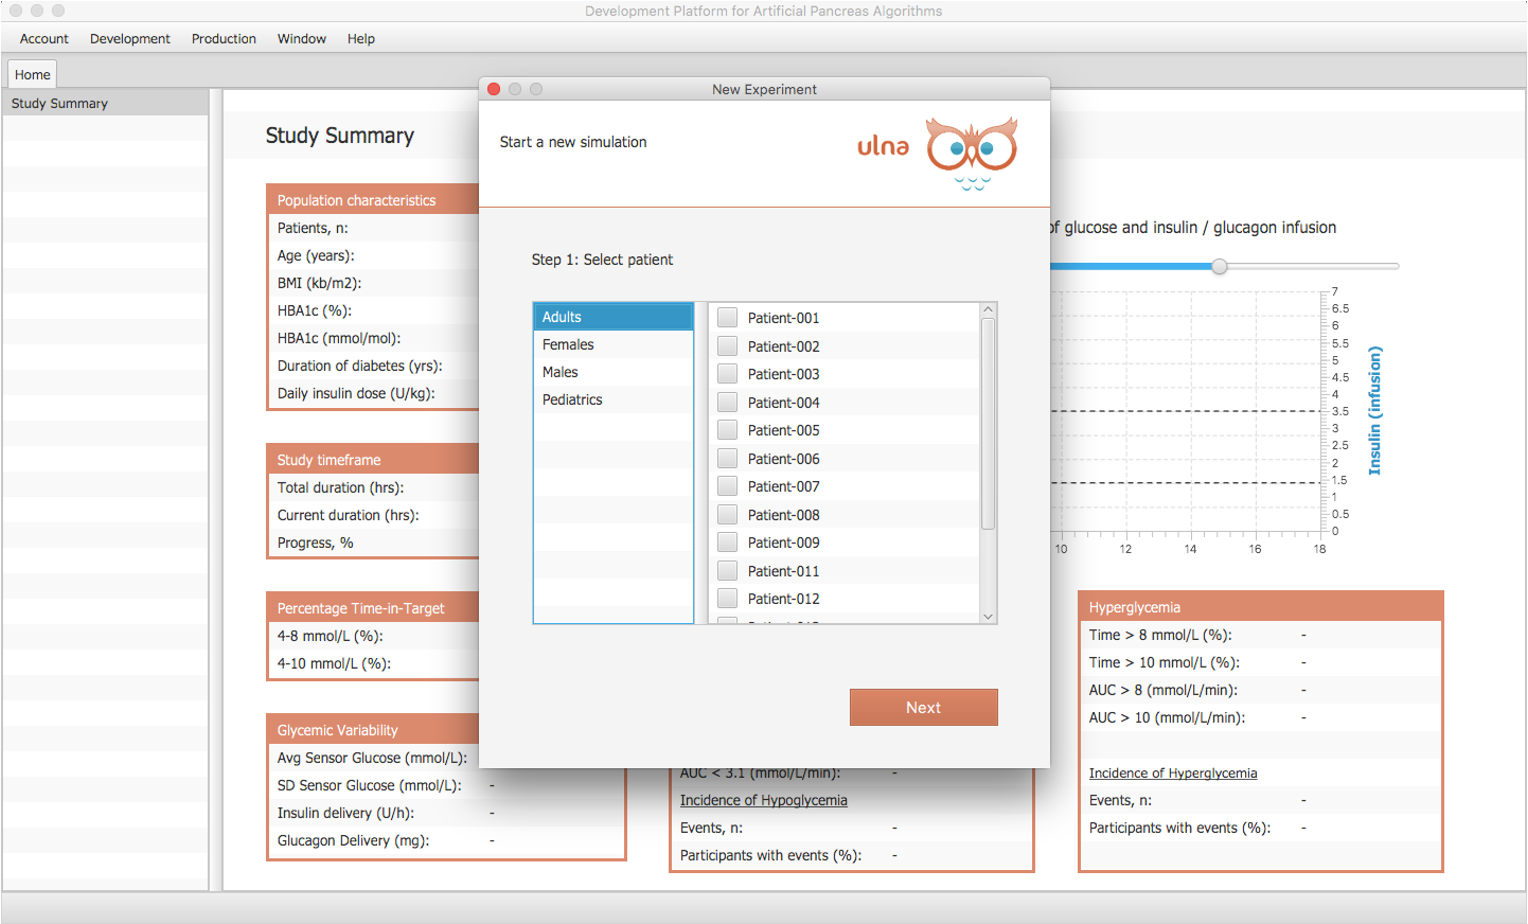 Development Platform for Artificial Pancreas Algorithms
Account Development Production Window Help
Home
Study Summary
Study Summary
Population characteristics
Patients, n:
Age (years):
BMI (kb/m2):
HBA1c (%):
HBA1c (mmol/mol):
Duration of diabetes (yrs):
Daily insulin dose (U/kg):
Study timeframe
Total duration (hrs):
Current duration (hrs):
Progress, %
Percentage Time-in-Target
4-8 mmol/L (%):
4-10 mmol/L (%):
Glycemic Variability
Avg Sensor Glucose (mmol/L):
SD Sensor Glucose (mmol/L): -
Insulin delivery (U/h): -
Glucagon Delivery (mg): -
New Experiment
Start a new simulation
ulna
Step 1: Select patient
Adults
Females
Males
Pediatrics
Patient-001
Patient-002
Patient-003
Patient-004
Patient-005
Patient-006
Patient-007
Patient-008
Patient-009
Patient-011
Patient-012
Next
of glucose and insulin / glucagon infusion
7
6.5
6
5.5
5
4.5
4
3.5
3
2.5
2
1.5
1
0.5
0
Insulin (infusion)
10 12 14 16 18
AUC < 3.1 (mmol/L/min): -
Incidence of Hypoglycemia
Events, n: -
Participants with events (%): -
Hyperglycemia
Time > 8 mmol/L (%): -
Time > 10 mmol/L (%): -
AUC > 8 (mmol/L/min): -
AUC > 10 (mmol/L/min): -
Incidence of Hyperglycemia
Events, n: -
Participants with events (%): -